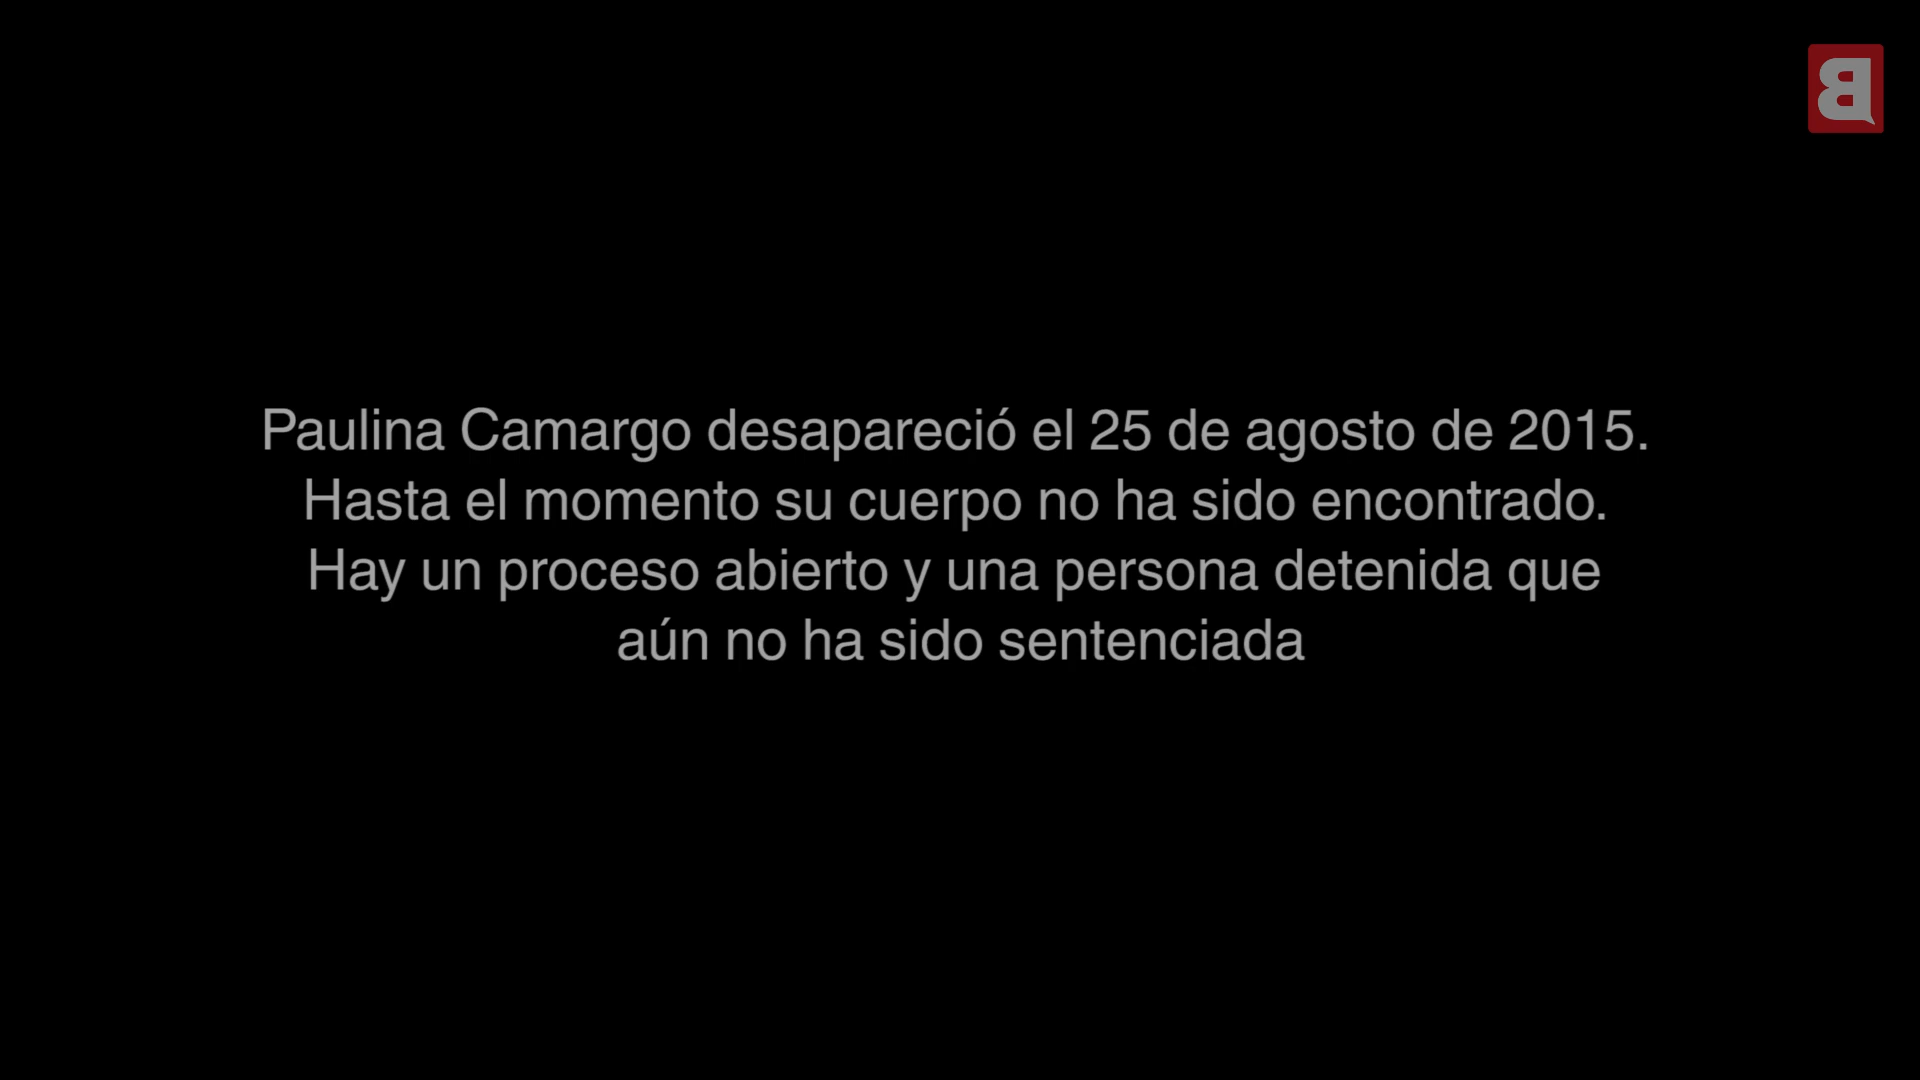 Paulina Camargo desapareció el 25 de agosto de 2015.
Hasta el momento su cuerpo no ha sido encontrado.
Hay un proceso abierto y una persona detenida que
aún no ha sido sentenciada